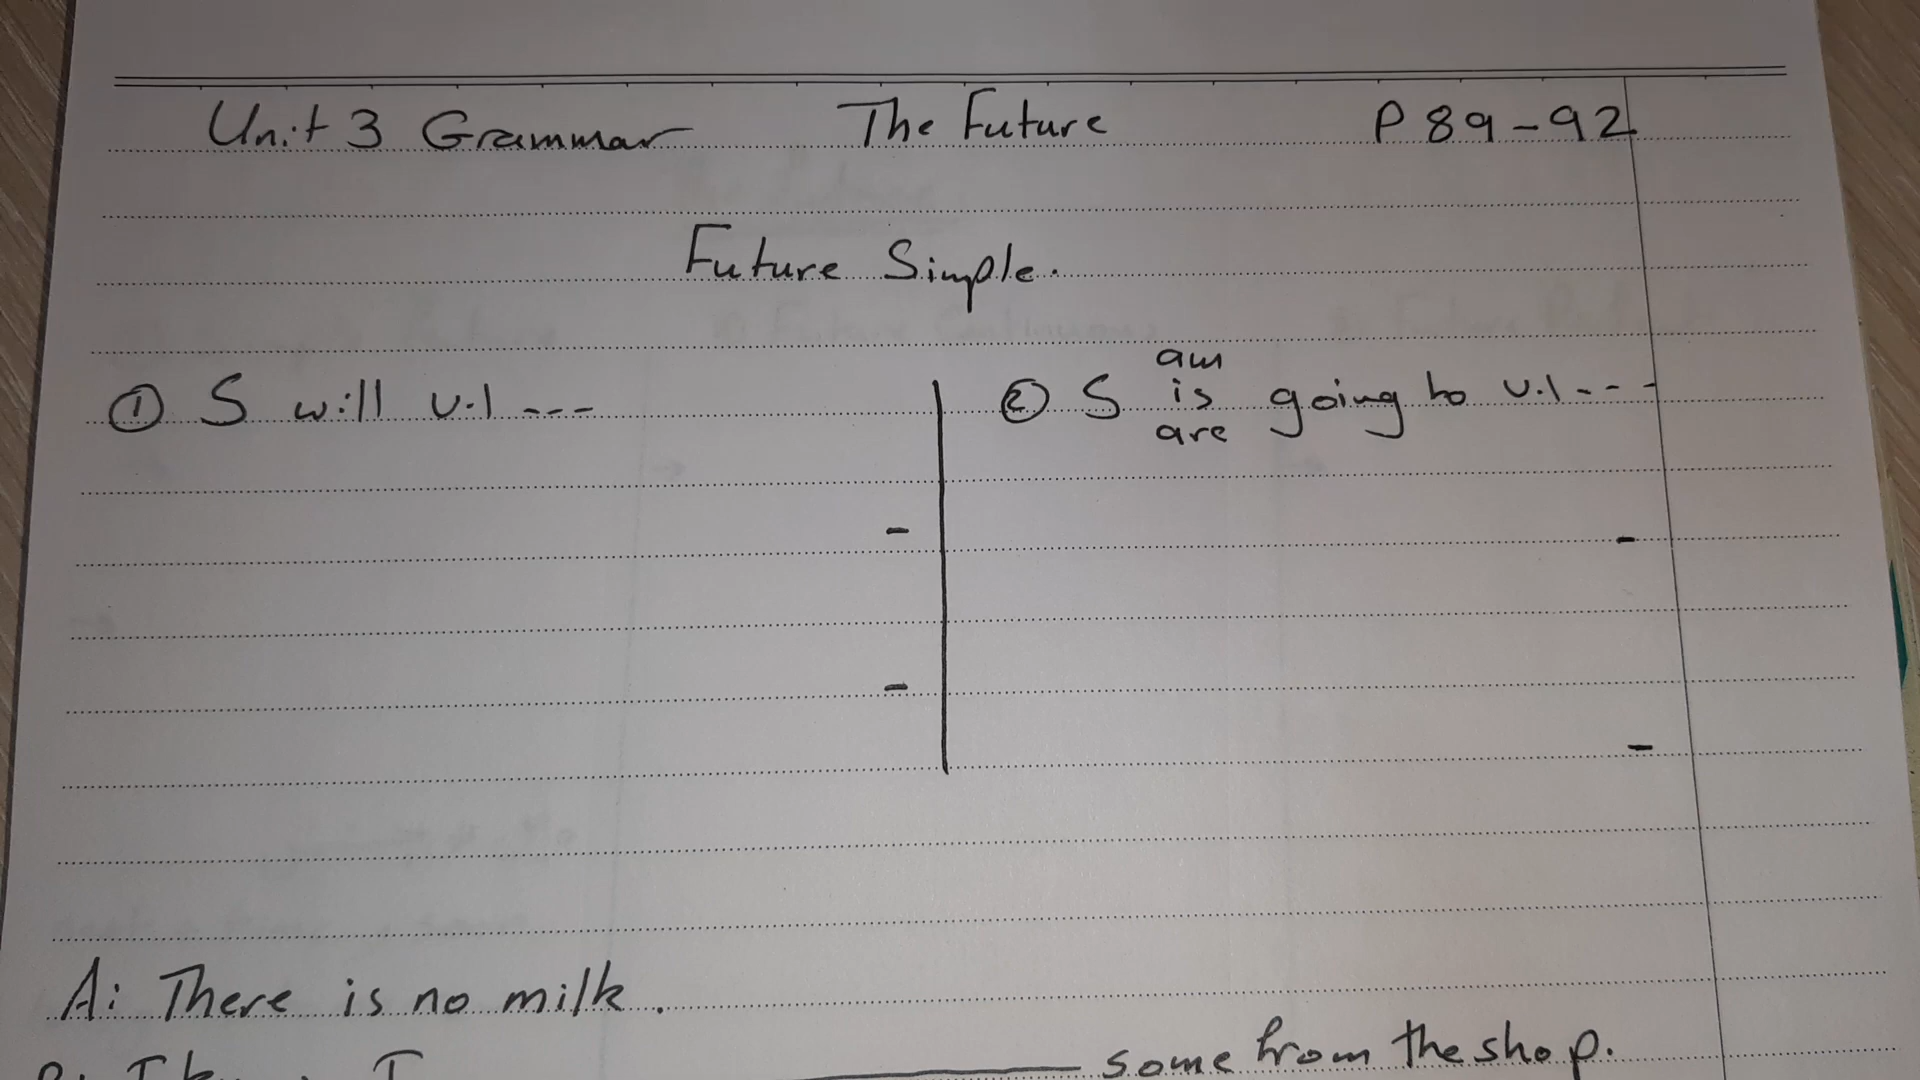 Unit 3 Grammar The Future P 89-92
Future Simple.
① S will v.1 ---
② S am is are going to v.1 ---
-
-
-
-
A: There is no milk.
I I ______ some from the shop.